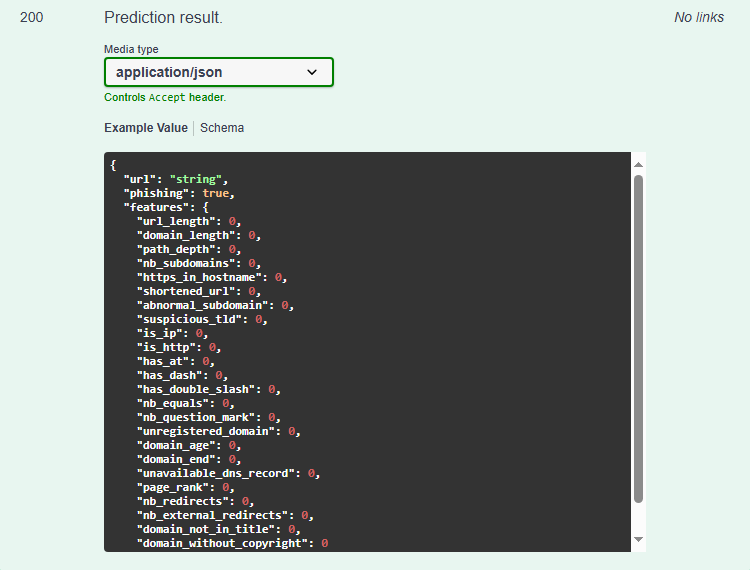 200 Prediction result. No links
Media type
application/json
Controls Accept header.
Example Value Schema
{
"url": "string",
"phishing": true,
"features": {
"url_length": 0,
"domain_length": 0,
"path_depth": 0,
"nb_subdomains": 0,
"https_in_hostname": 0,
"shortened_url": 0,
"abnormal_subdomain": 0,
"suspicious_tld": 0,
"is_ip": 0,
"is_http": 0,
"has_at": 0,
"has_dash": 0,
"has_double_slash": 0,
"nb_equals": 0,
"nb_question_mark": 0,
"unregistered_domain": 0,
"domain_age": 0,
"domain_end": 0,
"unavailable_dns_record": 0,
"page_rank": 0,
"nb_redirects": 0,
"nb_external_redirects": 0,
"domain_not_in_title": 0,
"domain_without_copyright": 0